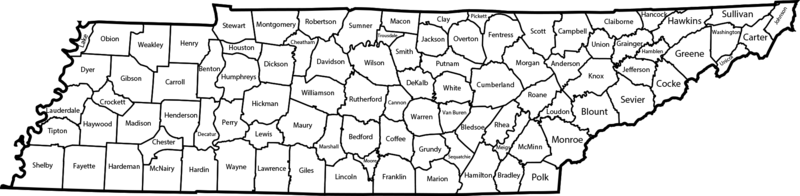 Lake
Obion
Weakley
Henry
Stewart
Montgomery
Robertson
Sumner
Macon
Clay
Pickett
Scott
Campbell
Claiborne
Hancock
Hawkins
Sullivan
Johnson
Trousdale
Jackson
Overton
Fentress
Union
Grainger
Hamblen
Washington
Carter
Unicoi
Greene
Houston
Cheatham
Smith
Dyer
Gibson
Carroll
Benton
Humphreys
Dickson
Davidson
Wilson
Putnam
Morgan
Anderson
Knox
Jefferson
Cocke
DeKalb
White
Cumberland
Roane
Sevier
Lauderdale
Crockett
Hickman
Williamson
Rutherford
Cannon
Warren
Van Buren
Loudon
Blount
Tipton
Haywood
Madison
Henderson
Decatur
Perry
Lewis
Maury
Marshall
Bedford
Coffee
Bledsoe
Rhea
Meigs
McMinn
Monroe
Chester
Moore
Grundy
Sequatchie
Shelby
Fayette
Hardeman
McNairy
Hardin
Wayne
Lawrence
Giles
Lincoln
Franklin
Marion
Hamilton
Bradley
Polk